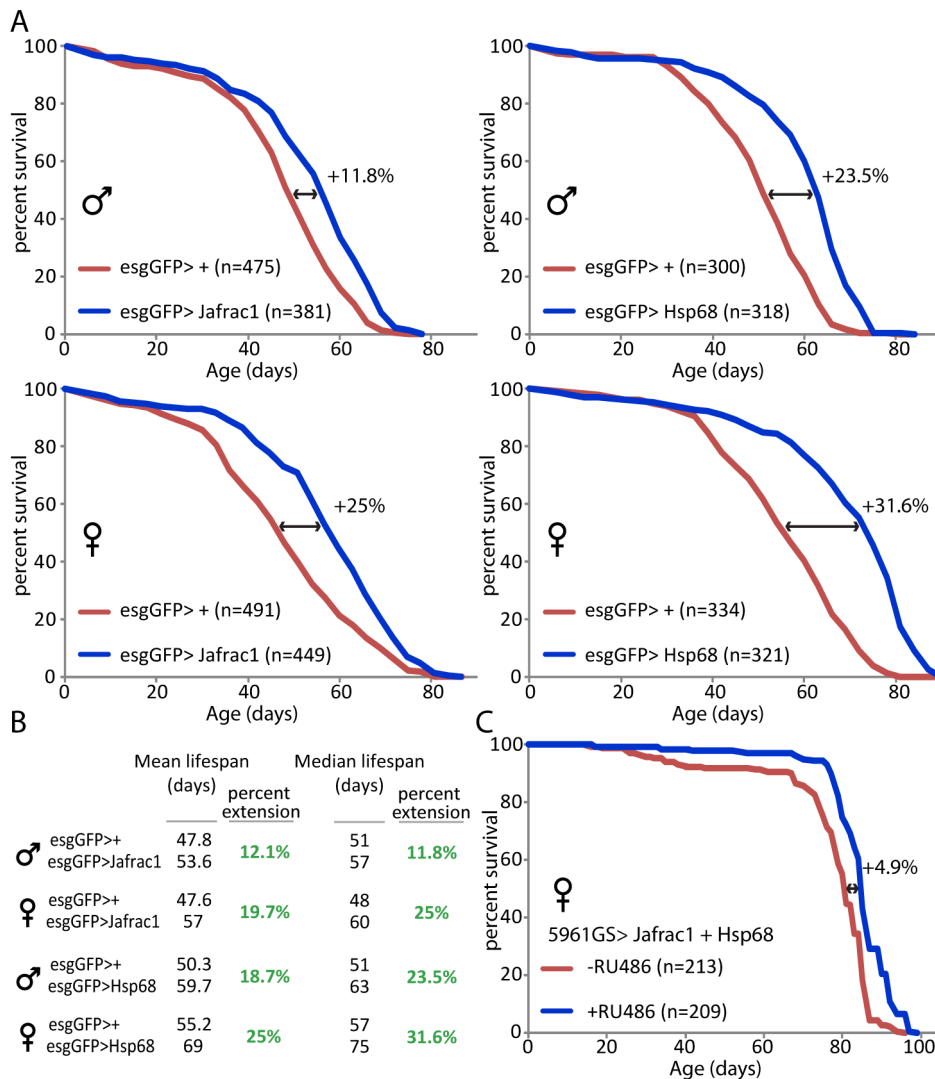 A
100
80
60
40
20
0
percent survival
+11.8%
♂
esgGFP> + (n=475)
esgGFP> Jafrac1 (n=381)
0 20 40 60 80
Age (days)
100
80
60
40
20
0
percent survival
+23.5%
♂
esgGFP> + (n=300)
esgGFP> Hsp68 (n=318)
0 20 40 60 80
Age (days)
100
80
60
40
20
0
percent survival
+25%
♀
esgGFP> + (n=491)
esgGFP> Jafrac1 (n=449)
0 20 40 60 80
Age (days)
100
80
60
40
20
0
percent survival
+31.6%
♀
esgGFP> + (n=334)
esgGFP> Hsp68 (n=321)
0 20 40 60 80
Age (days)
B
Mean lifespan Median lifespan
(days) (days)
percent percent
extension extension
♂ esgGFP>+ 47.8 51
12.1% 11.8%
esgGFP>Jafrac1 53.6 57
♀ esgGFP>+ 47.6 48
19.7% 25%
esgGFP>Jafrac1 57 60
♂ esgGFP>+ 50.3 51
18.7% 23.5%
esgGFP>Hsp68 59.7 63
♀ esgGFP>+ 55.2 57
25% 31.6%
esgGFP>Hsp68 69 75
C
100
80
60
40
20
0
percent survival
+4.9%
♀
5961GS> Jafrac1 + Hsp68
-RU486 (n=213)
+RU486 (n=209)
0 20 40 60 80 100
Age (days)